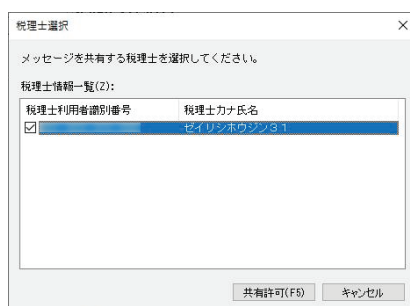 税理士選択
メッセージを共有する税理士を選択してください。
税理士情報一覧(Z):
税理士利用者識別番号 税理士カナ氏名
ゼイリシホウジン31
共有許可(F5) キャンセル